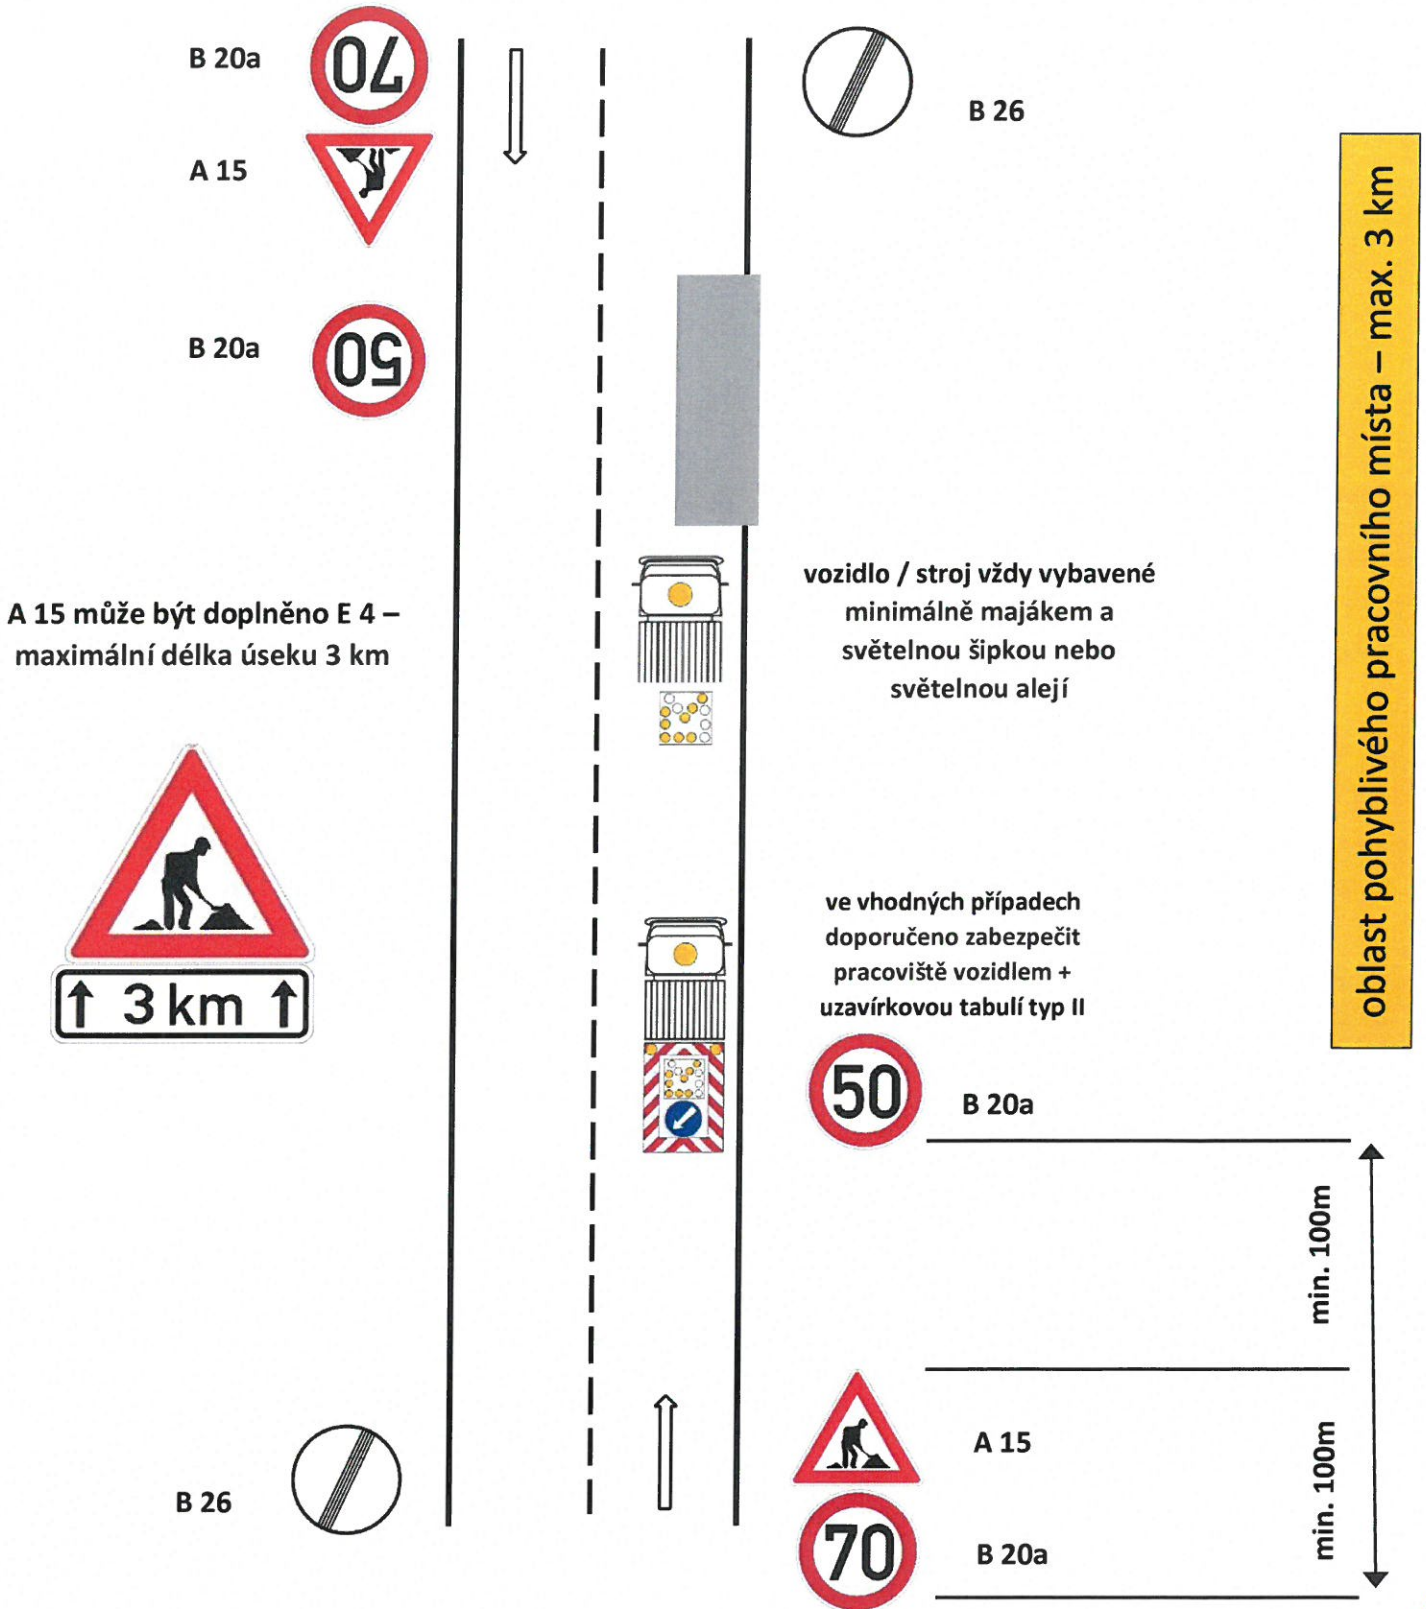 B 20a
70
B 26
A 15
B 20a
50
A 15 může být doplněno E 4 –
maximální délka úseku 3 km
3 km
vozidlo / stroj vždy vybavené
minimálně majákem a
světelnou šipkou nebo
světelnou alejí
ve vhodných případech
doporučeno zabezpečit
pracoviště vozidlem +
uzavírkovou tabulí typ II
50
B 20a
oblast pohyblivého pracovního místa – max. 3 km
min. 100m
A 15
min. 100m
B 26
70
B 20a